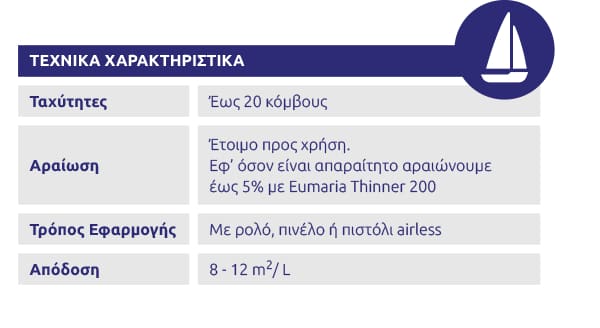 ΤΕΧΝΙΚΑ ΧΑΡΑΚΤΗΡΙΣΤΙΚΑ
Ταχύτητες Έως 20 κόμβους
Αραίωση Έτοιμο προς χρήση.
Εφ’ όσον είναι απαραίτητο αραιώνουμε
έως 5% με Eumaria Thinner 200
Τρόπος Εφαρμογής Με ρολό, πινέλο ή πιστόλι airless
Απόδοση 8 - 12 m²/ L